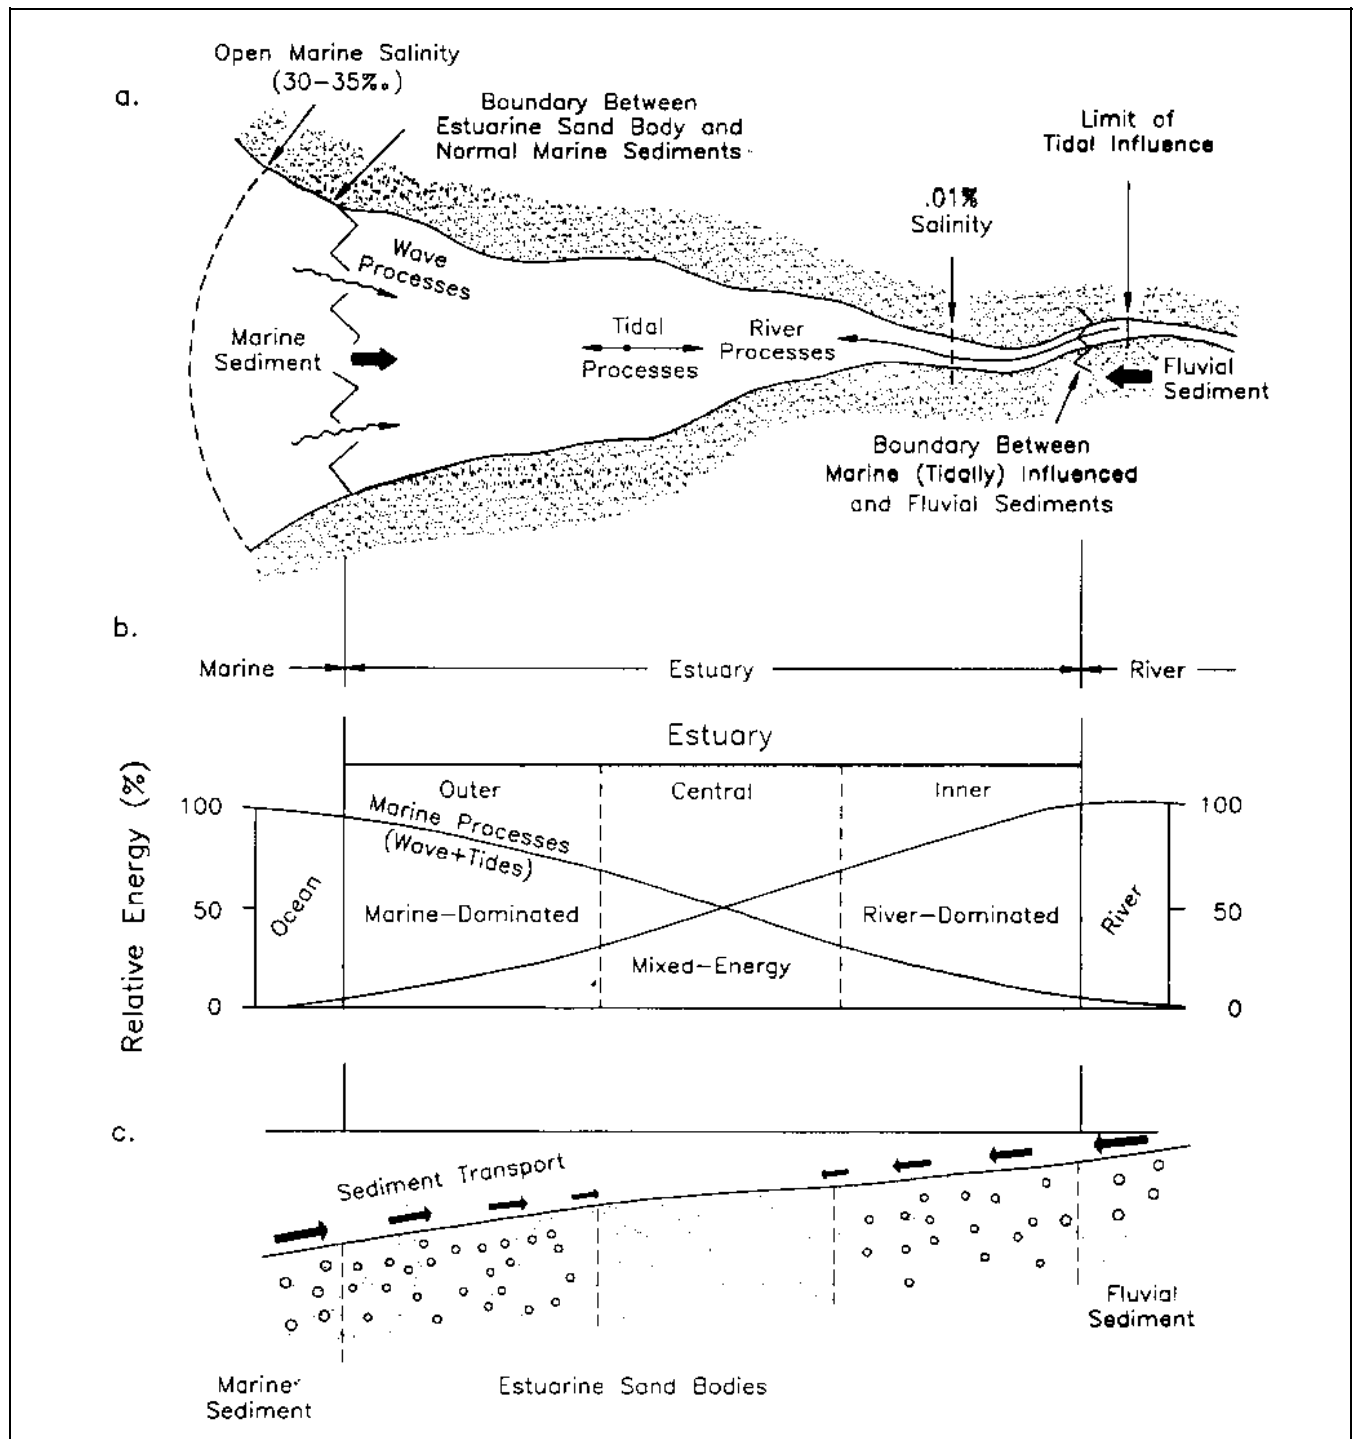 a.
Open Marine Salinity
(30-35‰)
Boundary Between
Estuarine Sand Body and
Normal Marine Sediments
Limit of
Tidal Influence
.01%
Salinity
Wave
Processes
Marine
Sediment
Tidal
Processes
River
Processes
Fluvial
Sediment
Boundary Between
Marine (Tidally) Influenced
and Fluvial Sediments
b.
Marine
Estuary
River
Estuary
Outer
Central
Inner
Relative Energy (%)
100
50
0
Marine Processes
(Wave+Tides)
Ocean
Marine-Dominated
Mixed-Energy
River-Dominated
River
100
50
0
c.
Sediment Transport
Fluvial
Sediment
Marine
Sediment
Estuarine Sand Bodies